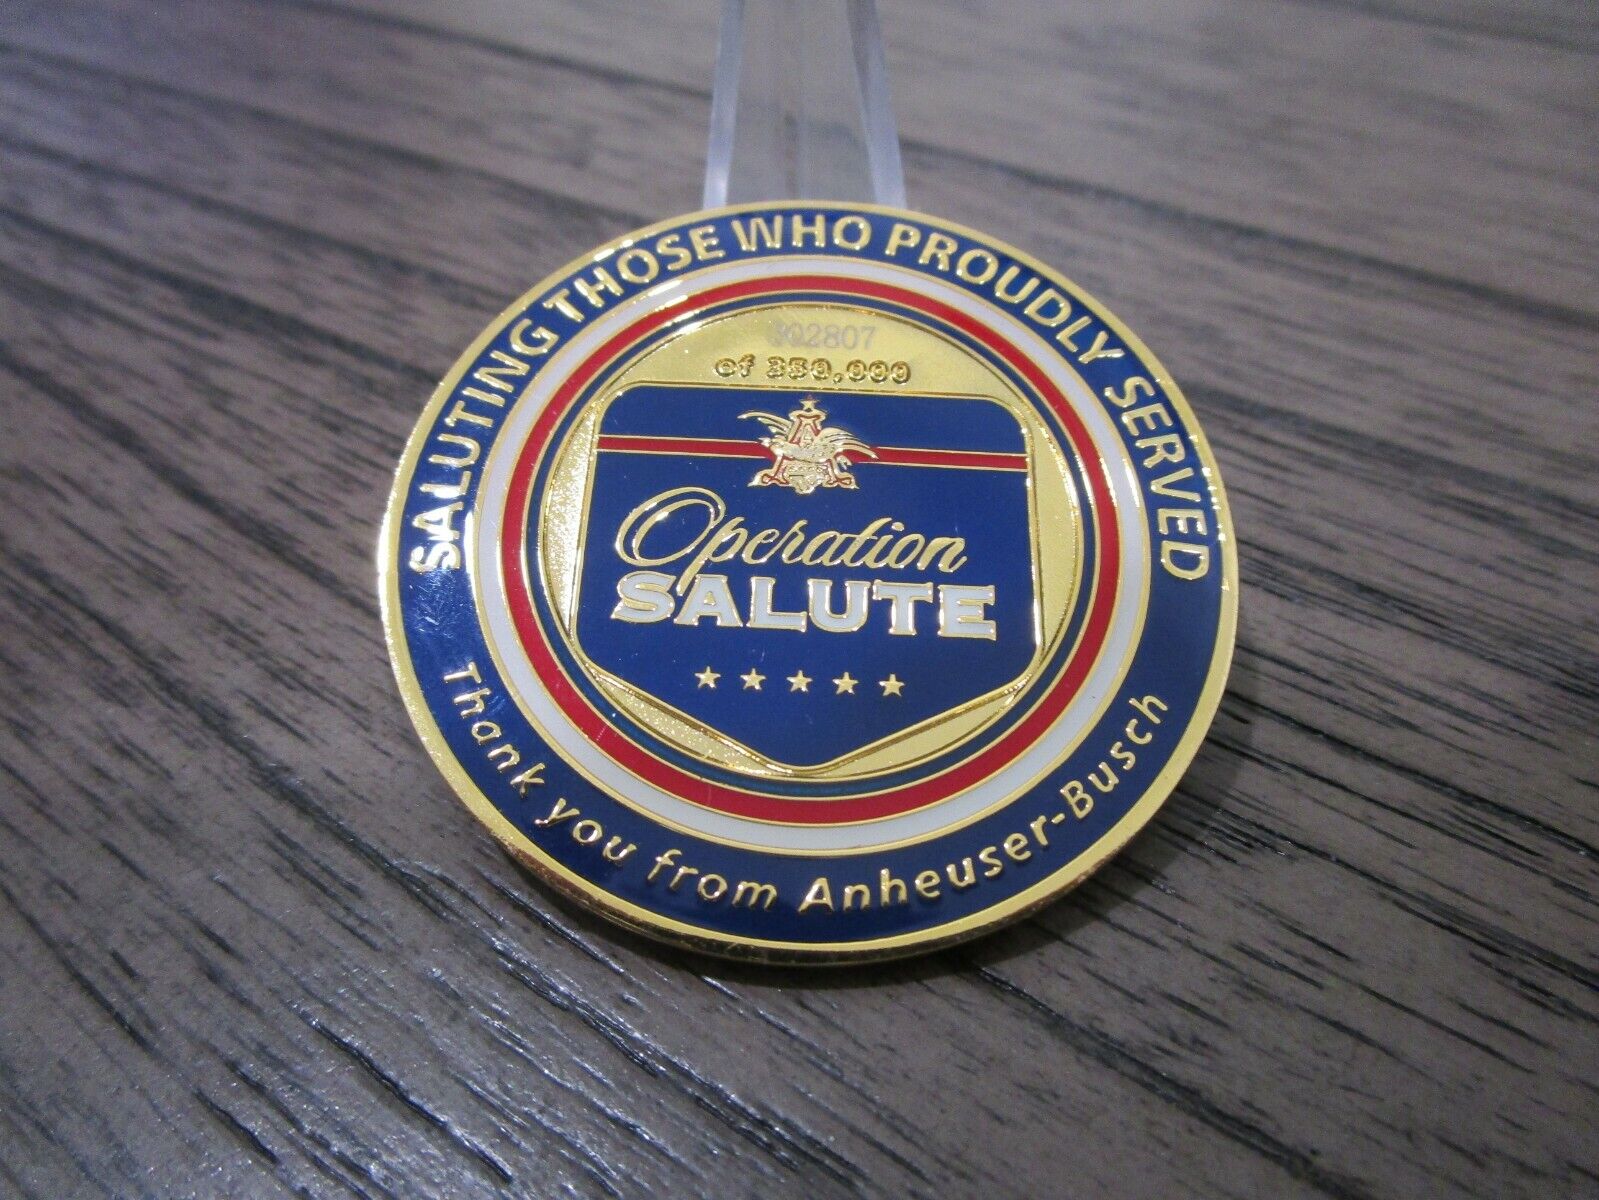 SALUTING THOSE WHO PROUDLY SERVED
of 350,000
Operation
SALUTE
Thank you from Anheuser-Busch